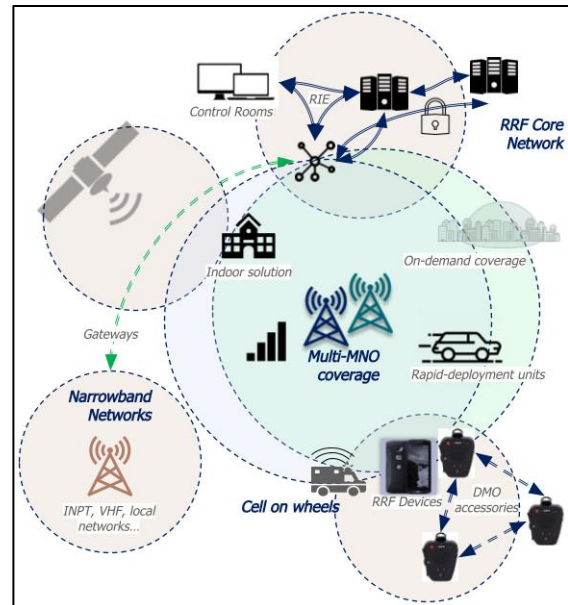 Control Rooms
RIE
RRF Core
Network
Indoor solution
On-demand coverage
Gateways
Multi-MNO
coverage
Rapid-deployment units
Narrowband
Networks
INPT, VHF, local
networks...
Cell on wheels
RRF Devices
DMO
accessories